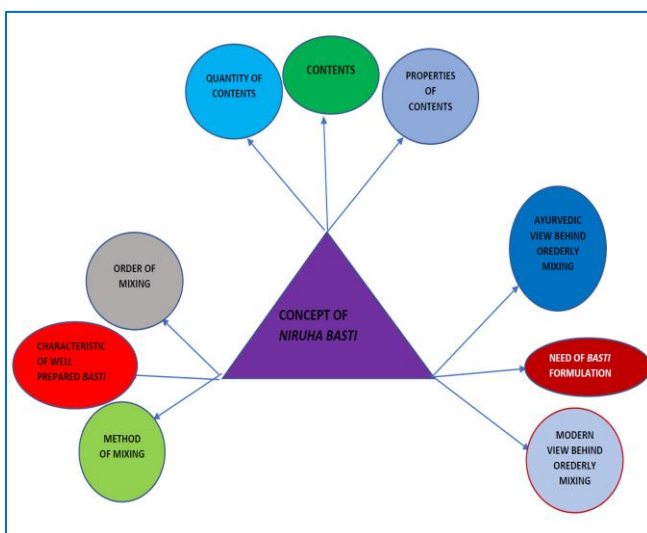 QUANTITY OF
CONTENTS
CONTENTS
PROPERTIES
OF
CONTENTS
ORDER OF
MIXING
CHARACTERISTIC
OF WELL
PREPARED BASTI
METHOD
OF MIXING
CONCEPT OF
NIRUHA BASTI
AYURVEDIC
VIEW BEHIND
OREDERLY
MIXING
NEED OF BASTI
FORMULATION
MODERN
VIEW BEHIND
OREDERLY
MIXING